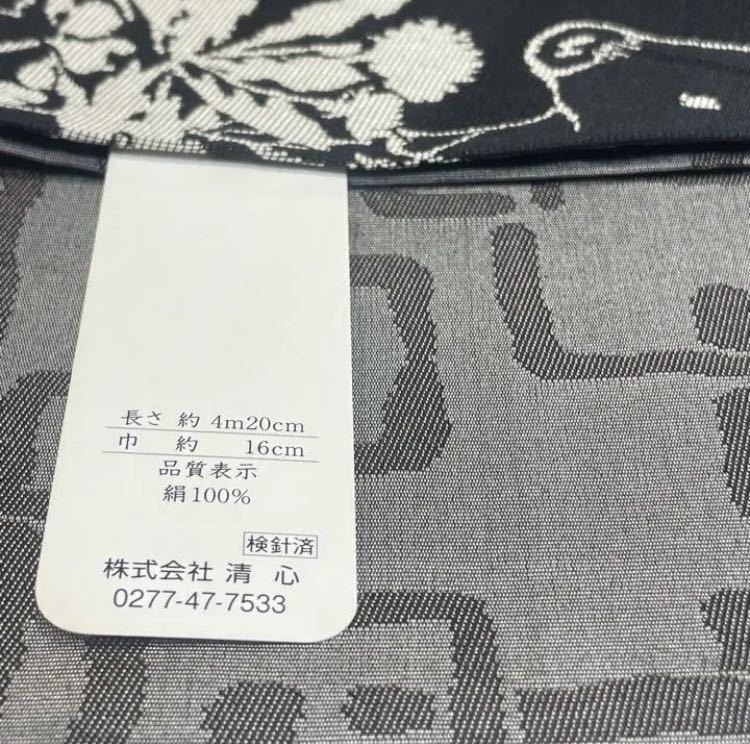 長さ 約 4m20cm
巾 約 16cm
品質表示
絹100%
検針済
株式会社 清 心
0277-47-7533